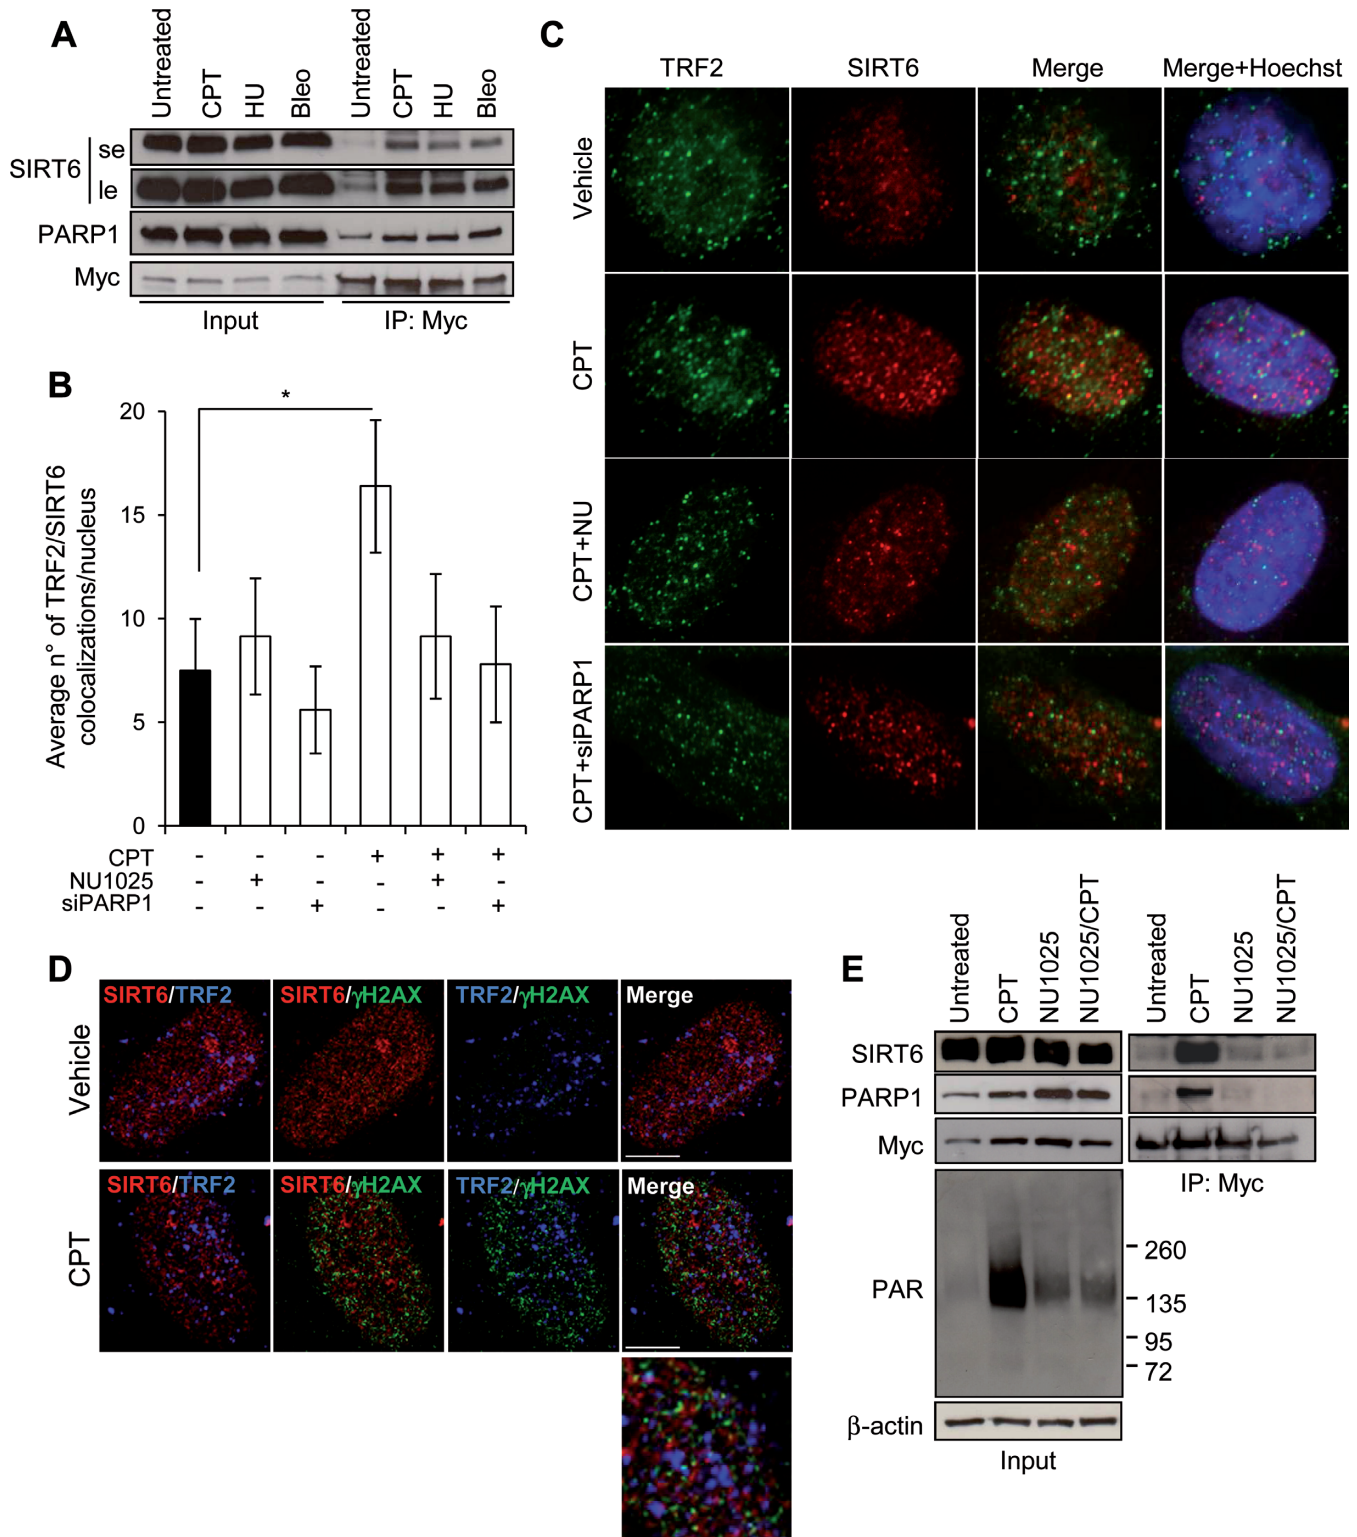 A
Untreated
CPT
HU
Bleo
Untreated
CPT
HU
Bleo
SIRT6
se
le
PARP1
Myc
Input
IP: Myc
B
*
Average n° of TRF2/SIRT6
colocalizations/nucleus
20
15
10
5
0
CPT - - - + + +
NU1025 - + - - + -
siPARP1 - - + - - +
C
TRF2 SIRT6 Merge Merge+Hoechst
Vehicle
CPT
CPT+NU
CPT+siPARP1
D
Vehicle
SIRT6/TRF2 SIRT6/γH2AX TRF2/γH2AX Merge
CPT
SIRT6/TRF2 SIRT6/γH2AX TRF2/γH2AX Merge
E
Untreated
CPT
NU1025
NU1025/CPT
Untreated
CPT
NU1025
NU1025/CPT
SIRT6
PARP1
Myc
IP: Myc
PAR
260
135
95
72
β-actin
Input